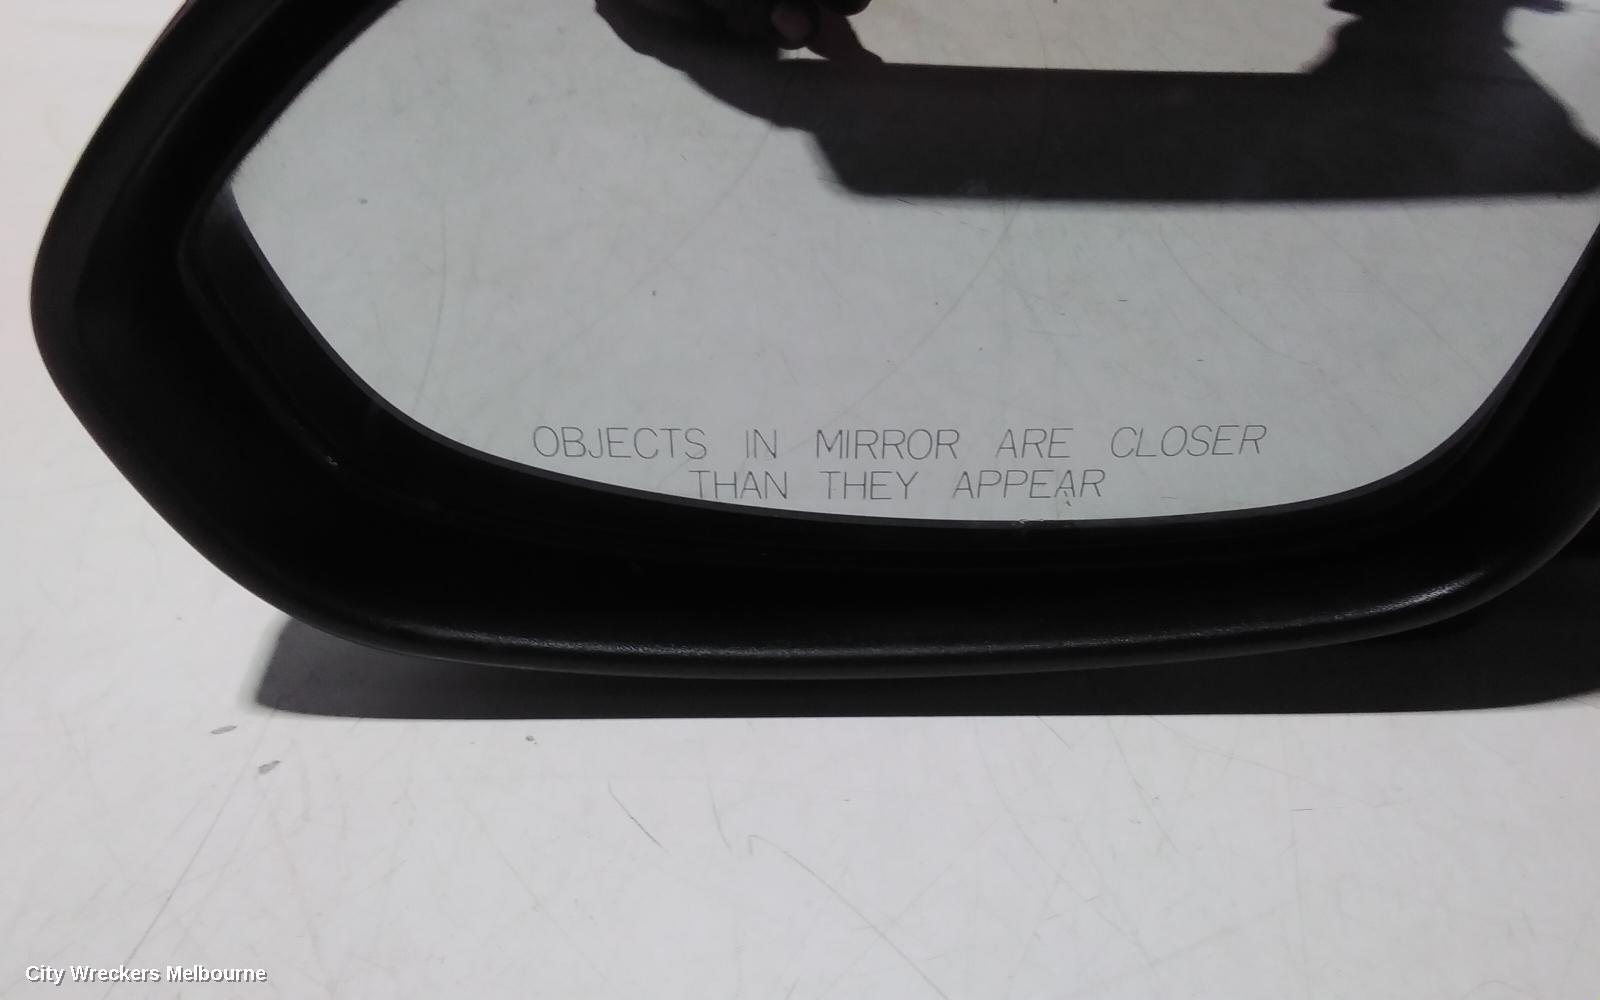 OBJECTS IN MIRROR ARE CLOSER
THAN THEY APPEAR
City Wreckers Melbourne